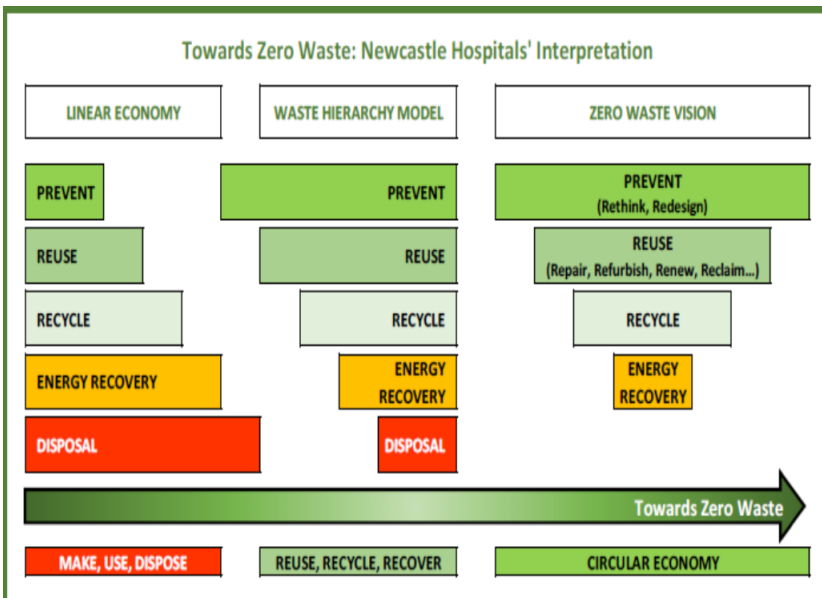 Towards Zero Waste: Newcastle Hospitals' Interpretation
LINEAR ECONOMY
WASTE HIERARCHY MODEL
ZERO WASTE VISION
PREVENT
PREVENT
PREVENT
(Rethink, Redesign)
REUSE
REUSE
REUSE
(Repair, Refurbish, Renew, Reclaim...)
RECYCLE
RECYCLE
RECYCLE
ENERGY RECOVERY
ENERGY
RECOVERY
ENERGY
RECOVERY
DISPOSAL
DISPOSAL
Towards Zero Waste
MAKE, USE, DISPOSE
REUSE, RECYCLE, RECOVER
CIRCULAR ECONOMY